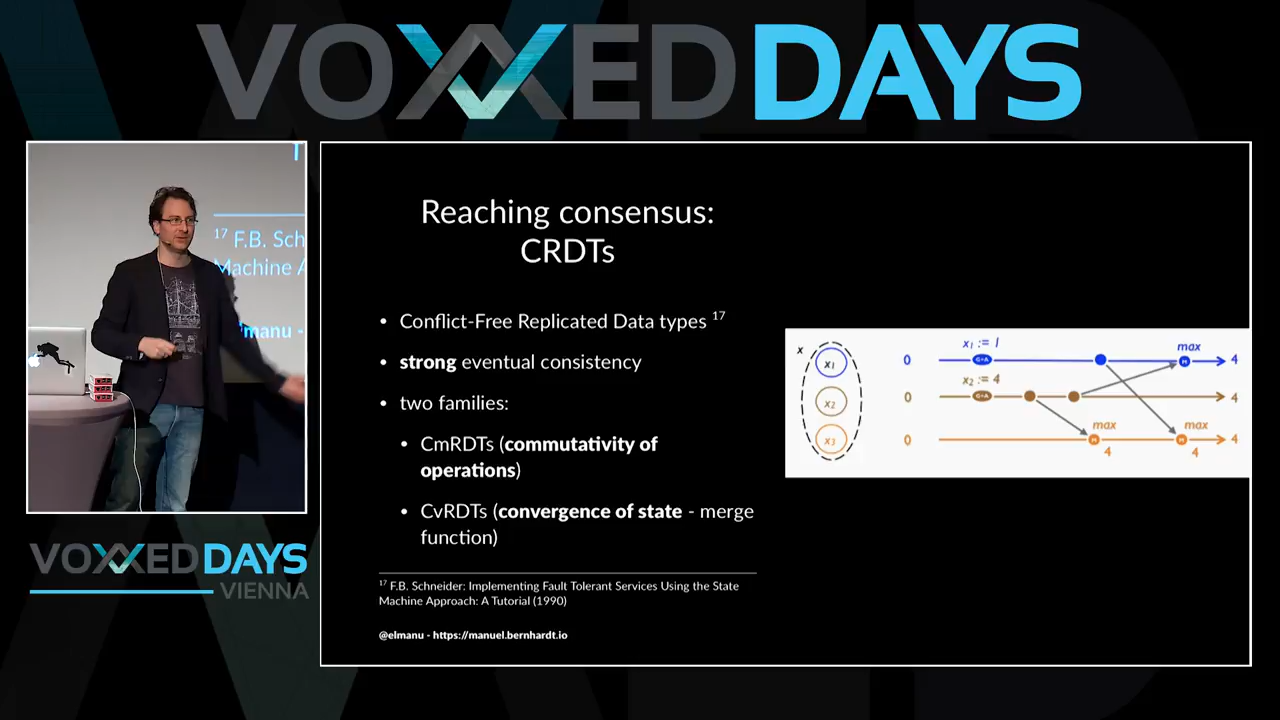 VOXXED DAYS
17 F.B. Sch
Machine A
lmanu -
VOXXED DAYS
VIENNA
Reaching consensus:
CRDTs
• Conflict-Free Replicated Data types 17
• strong eventual consistency
• two families:
• CmRDTs (commutativity of
operations)
• CvRDTs (convergence of state - merge
function)
17 F.B. Schneider: Implementing Fault Tolerant Services Using the State
Machine Approach: A Tutorial (1990)
@elmanu - https://manuel.bernhardt.io
x
x1 0 x1 := 1 max M 4
x2 0 x2 := 4 4
x3 0 max M 4 max M 4 4